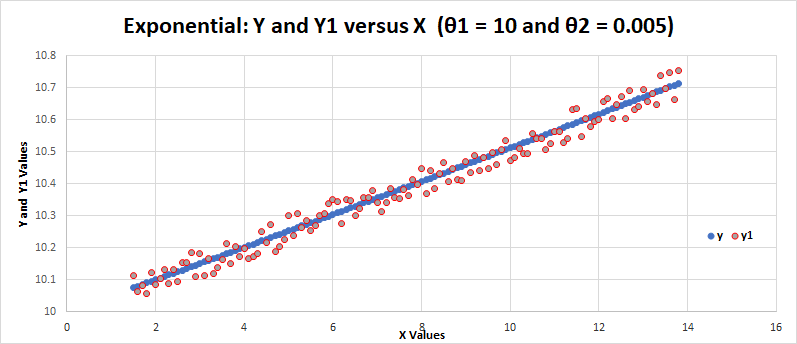 Exponential: Y and Y1 versus X (θ1 = 10 and θ2 = 0.005)
Y and Y1 Values
10.8
10.7
10.6
10.5
10.4
10.3
10.2
10.1
10
y y1
0 2 4 6 8 10 12 14 16
X Values